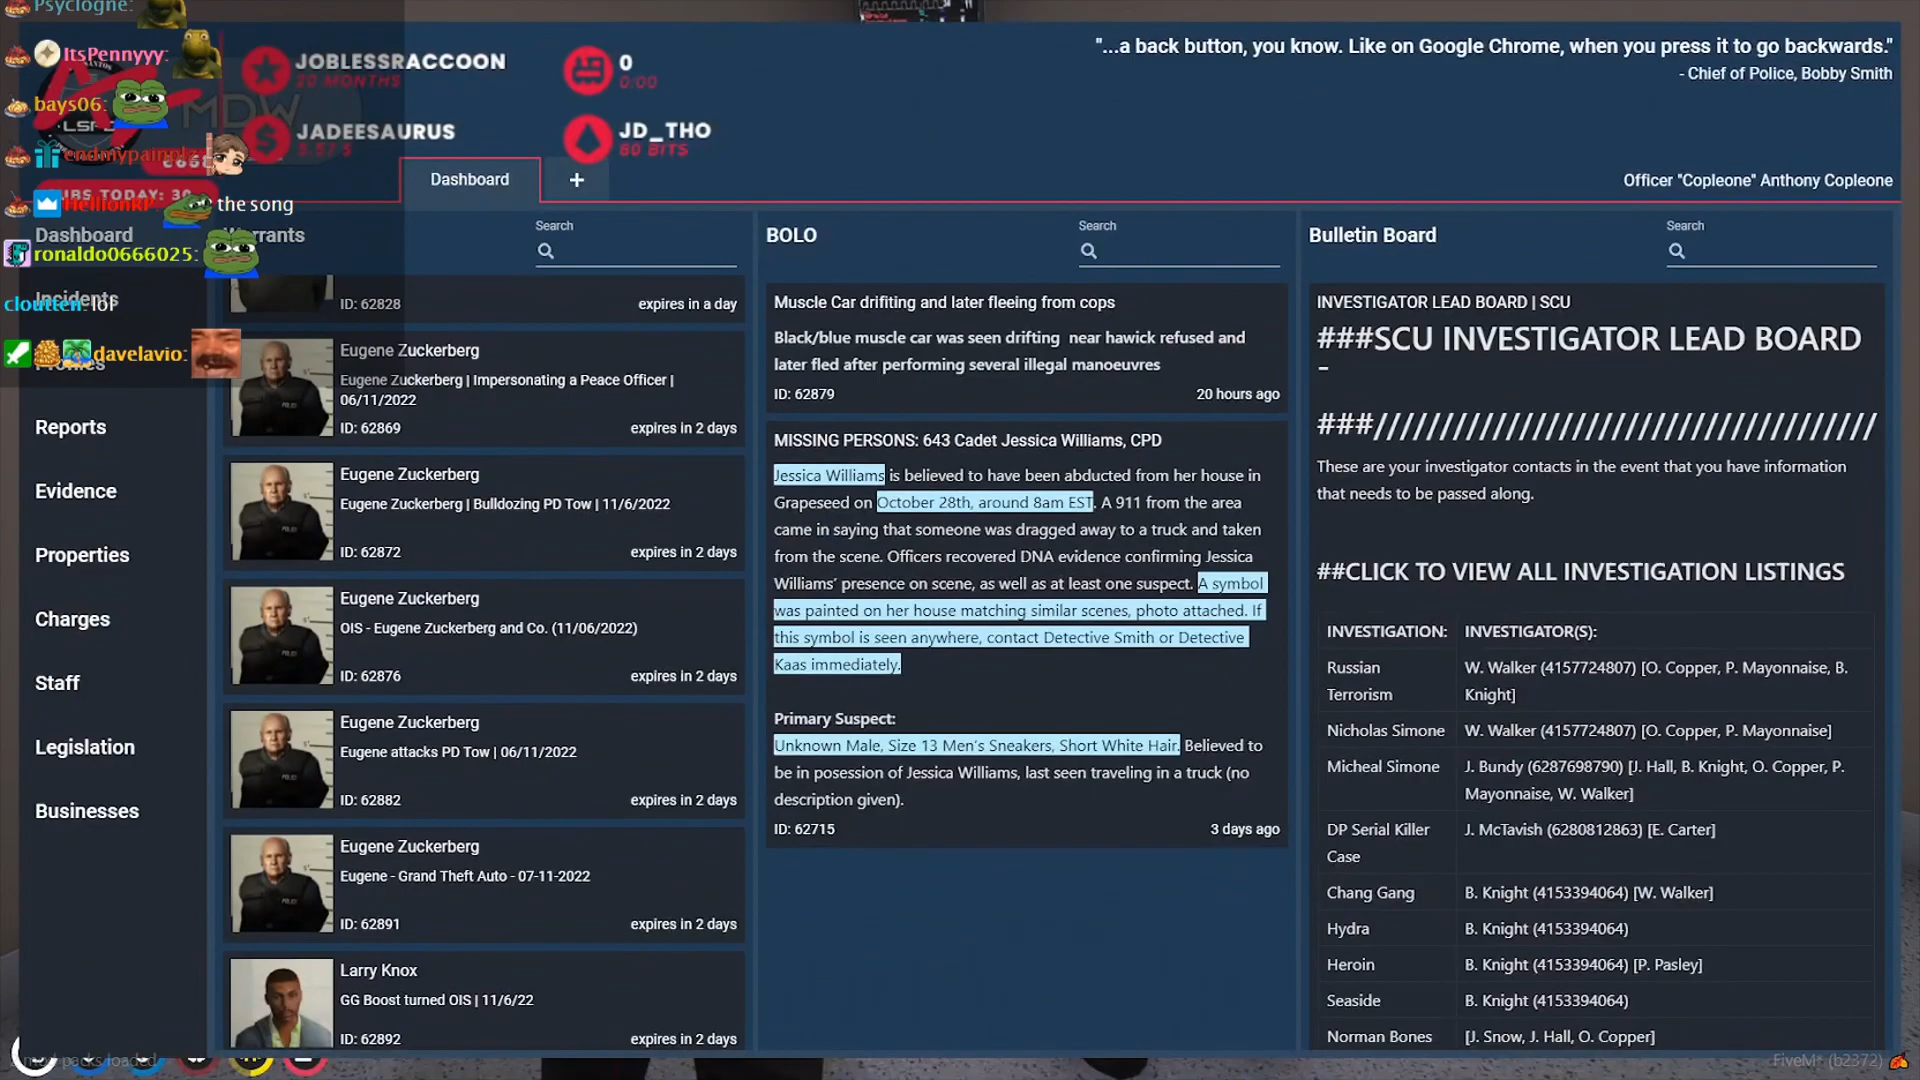 Psyclogne:
ItsPennyyy:
bays06:
endmypainplz
HellionRP: the song
ronaldo0666025:
cloutten: lol
davelavio:
JOBLESSRACCOON
20 MONTHS
0
0/00
JADEESAURUS
JD_THO
80 BITS
MDW
"...a back button, you know. Like on Google Chrome, when you press it to go backwards."
- Chief of Police, Bobby Smith
Dashboard
+
Officer "Copleone" Anthony Copleone
Dashboard
Incidents
Profiles
Reports
Evidence
Properties
Charges
Staff
Legislation
Businesses
Warrants
Search
ID: 62828
expires in a day
Eugene Zuckerberg
Eugene Zuckerberg | Impersonating a Peace Officer |
06/11/2022
ID: 62869
expires in 2 days
Eugene Zuckerberg
Eugene Zuckerberg | Bulldozing PD Tow | 11/6/2022
ID: 62872
expires in 2 days
Eugene Zuckerberg
OIS - Eugene Zuckerberg and Co. (11/06/2022)
ID: 62876
expires in 2 days
Eugene Zuckerberg
Eugene attacks PD Tow | 06/11/2022
ID: 62882
expires in 2 days
Eugene Zuckerberg
Eugene - Grand Theft Auto - 07-11-2022
ID: 62891
expires in 2 days
Larry Knox
GG Boost turned OIS | 11/6/22
ID: 62892
expires in 2 days
BOLO
Search
Muscle Car drifiting and later fleeing from cops
Black/blue muscle car was seen drifting near hawick refused and
later fled after performing several illegal manoeuvres
ID: 62879
20 hours ago
MISSING PERSONS: 643 Cadet Jessica Williams, CPD
Jessica Williams is believed to have been abducted from her house in
Grapeseed on October 28th, around 8am EST. A 911 from the area
came in saying that someone was dragged away to a truck and taken
from the scene. Officers recovered DNA evidence confirming Jessica
Williams' presence on scene, as well as at least one suspect. A symbol
was painted on her house matching similar scenes, photo attached. If
this symbol is seen anywhere, contact Detective Smith or Detective
Kaas immediately.
Primary Suspect:
Unknown Male, Size 13 Men's Sneakers, Short White Hair. Believed to
be in posession of Jessica Williams, last seen traveling in a truck (no
description given).
ID: 62715
3 days ago
Bulletin Board
Search
INVESTIGATOR LEAD BOARD | SCU
###SCU INVESTIGATOR LEAD BOARD
-
###///////////////////////////////////////
These are your investigator contacts in the event that you have information
that needs to be passed along.
##CLICK TO VIEW ALL INVESTIGATION LISTINGS
INVESTIGATION: INVESTIGATOR(S):
Russian W. Walker (4157724807) [O. Copper, P. Mayonnaise, B.
Terrorism Knight]
Nicholas Simone W. Walker (4157724807) [O. Copper, P. Mayonnaise]
Micheal Simone J. Bundy (6287698790) [J. Hall, B. Knight, O. Copper, P.
Mayonnaise, W. Walker]
DP Serial Killer J. McTavish (6280812863) [E. Carter]
Case
Chang Gang B. Knight (4153394064) [W. Walker]
Hydra B. Knight (4153394064)
Heroin B. Knight (4153394064) [P. Pasley]
Seaside B. Knight (4153394064)
Norman Bones [J. Snow, J. Hall, O. Copper]
packs loaded
FiveM* (b2372)